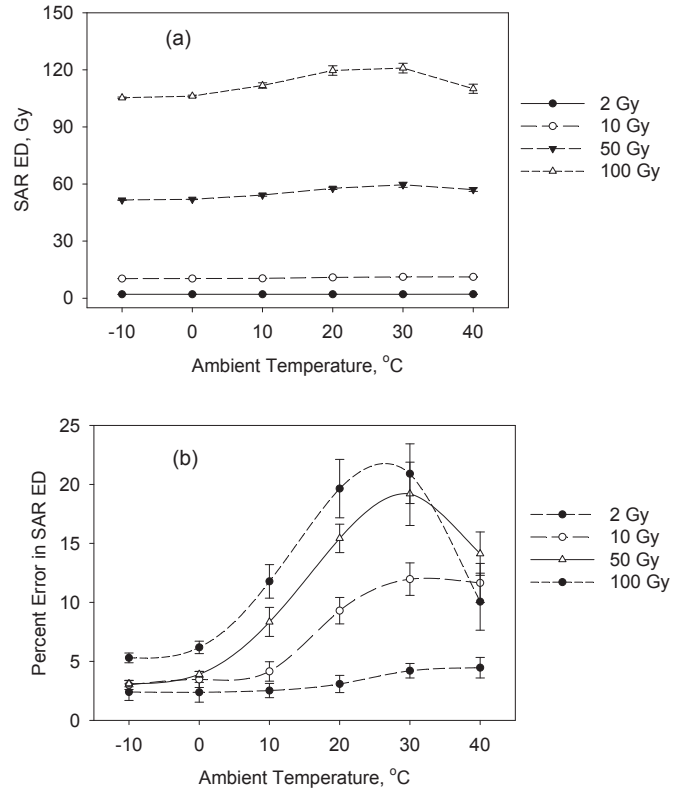 150
(a)
120
90
60
30
0
SAR ED, Gy
-10 0 10 20 30 40
Ambient Temperature, °C
2 Gy
10 Gy
50 Gy
100 Gy
25
(b)
20
15
10
5
0
Percent Error in SAR ED
-10 0 10 20 30 40
Ambient Temperature, °C
2 Gy
10 Gy
50 Gy
100 Gy